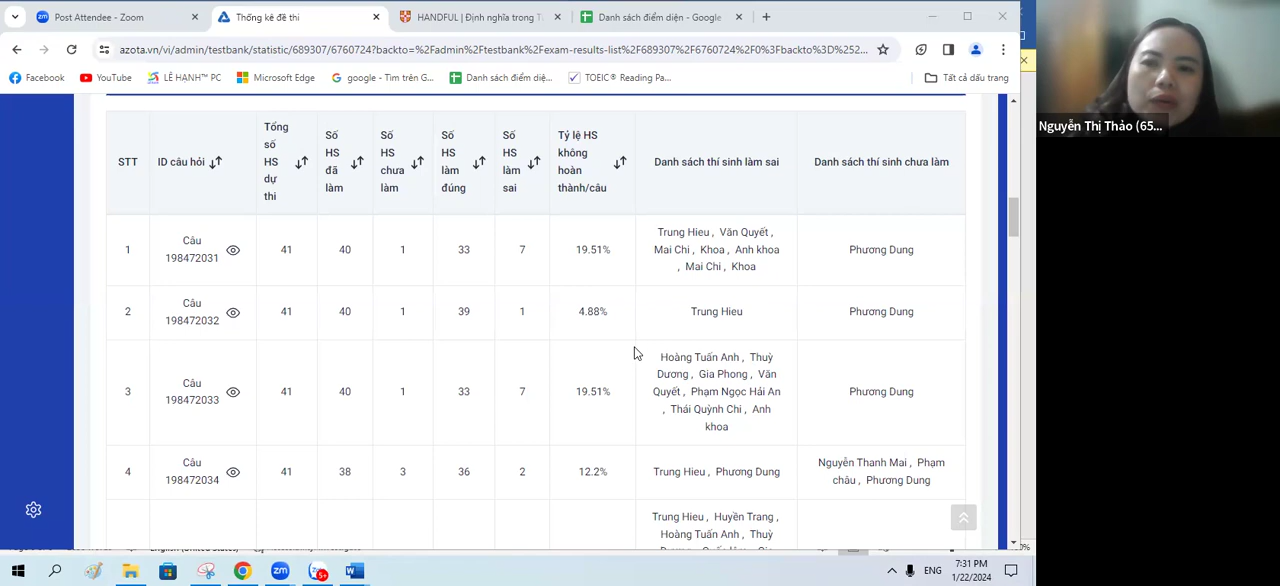 Post Attendee - Zoom
Thống kê đề thi
HANDFUL | Định nghĩa trong T
Danh sách điểm diện - Google
azota.vn/vi/admin/testbank/statistic/689307/6760724?backto=%2Fadmin%2Ftestbank%2Fexam-results-list%2F689307%2F6760724%2F0%3Fbackto%3D%252...
Facebook
YouTube
LÊ HẠNH™ PC
Microsoft Edge
google - Tìm trên G...
Danh sách điểm diệ...
TOEIC® Reading Pa...
Tất cả dấu trang
Nguyễn Thị Thảo (65...
STT
ID câu hỏi
Tổng
số
HS
dự
thi
Số
HS
đã
làm
Số
HS
chưa
làm
Số
HS
làm
đúng
Số
HS
làm
sai
Tỷ lệ HS
không
hoàn
thành/câu
Danh sách thí sinh làm sai
Danh sách thí sinh chưa làm
1
Câu
198472031
41
40
1
33
7
19.51%
Trung Hieu , Văn Quyết ,
Mai Chi , Khoa , Anh khoa
, Mai Chi , Khoa
Phương Dung
2
Câu
198472032
41
40
1
39
1
4.88%
Trung Hieu
Phương Dung
3
Câu
198472033
41
40
1
33
7
19.51%
Hoàng Tuấn Anh , Thuỳ
Dương , Gia Phong , Văn
Quyết , Phạm Ngọc Hải An
, Thái Quỳnh Chi , Anh
khoa
Phương Dung
4
Câu
198472034
41
38
3
36
2
12.2%
Trung Hieu , Phương Dung
Nguyễn Thanh Mai , Phạm
châu , Phương Dung
Trung Hieu , Huyền Trang ,
Hoàng Tuấn Anh , Thuỳ
ENG
7:31 PM
1/22/2024